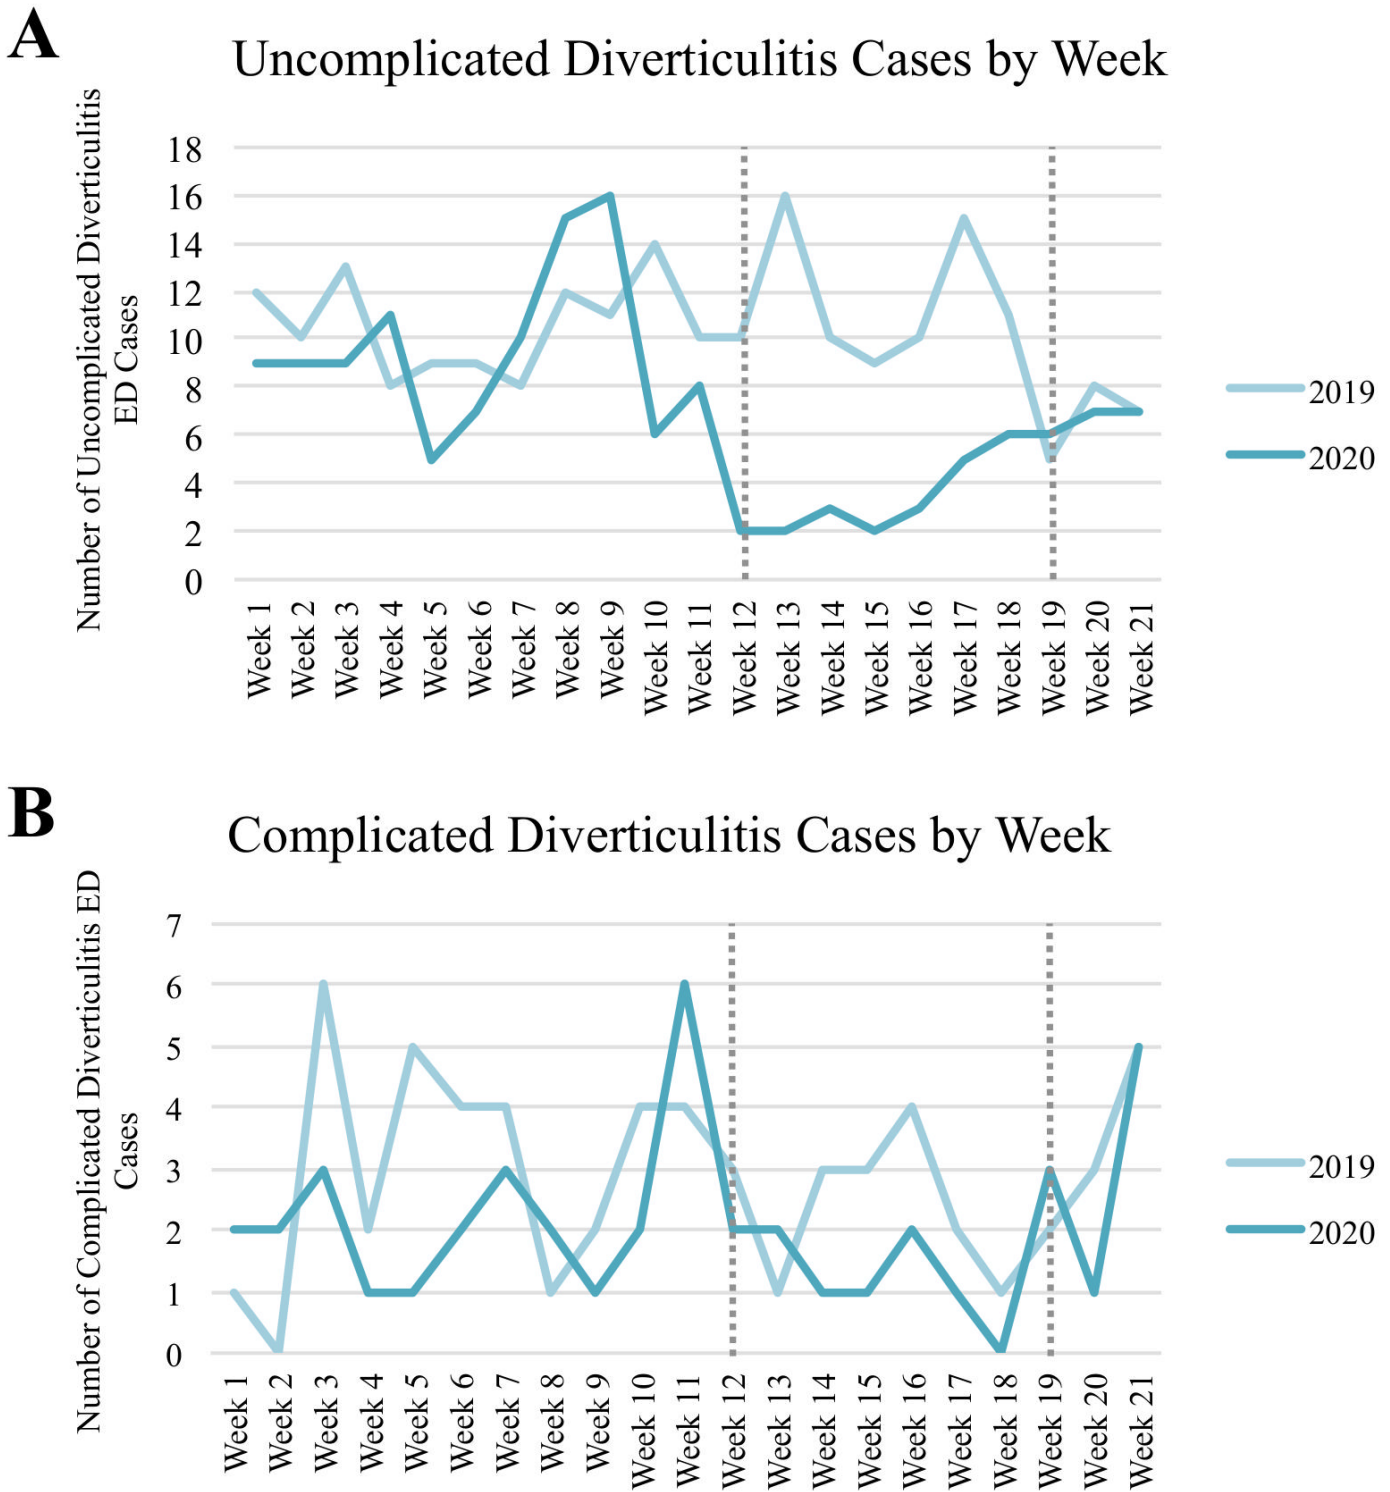 A
Uncomplicated Diverticulitis Cases by Week
Number of Uncomplicated Diverticulitis
ED Cases
18
16
14
12
10
8
6
4
2
0
Week 1
Week 2
Week 3
Week 4
Week 5
Week 6
Week 7
Week 8
Week 9
Week 10
Week 11
Week 12
Week 13
Week 14
Week 15
Week 16
Week 17
Week 18
Week 19
Week 20
Week 21
2019
2020
B
Complicated Diverticulitis Cases by Week
Number of Complicated Diverticulitis ED
Cases
7
6
5
4
3
2
1
0
Week 1
Week 2
Week 3
Week 4
Week 5
Week 6
Week 7
Week 8
Week 9
Week 10
Week 11
Week 12
Week 13
Week 14
Week 15
Week 16
Week 17
Week 18
Week 19
Week 20
Week 21
2019
2020